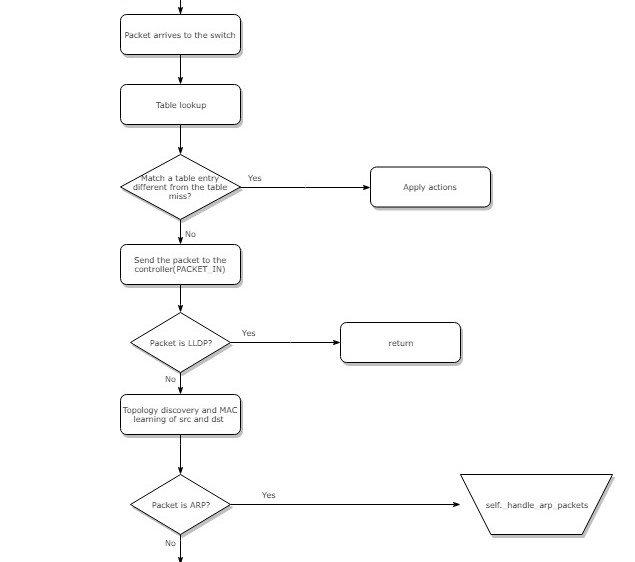 Packet arrives to the switch
Table lookup
Match a table entry
different from the table
miss?
Yes
Apply actions
No
Send the packet to the
controller(PACKET_IN)
Packet is LLDP?
Yes
return
No
Topology discovery and MAC
learning of src and dst
Packet is ARP?
Yes
self._handle_arp_packets
No